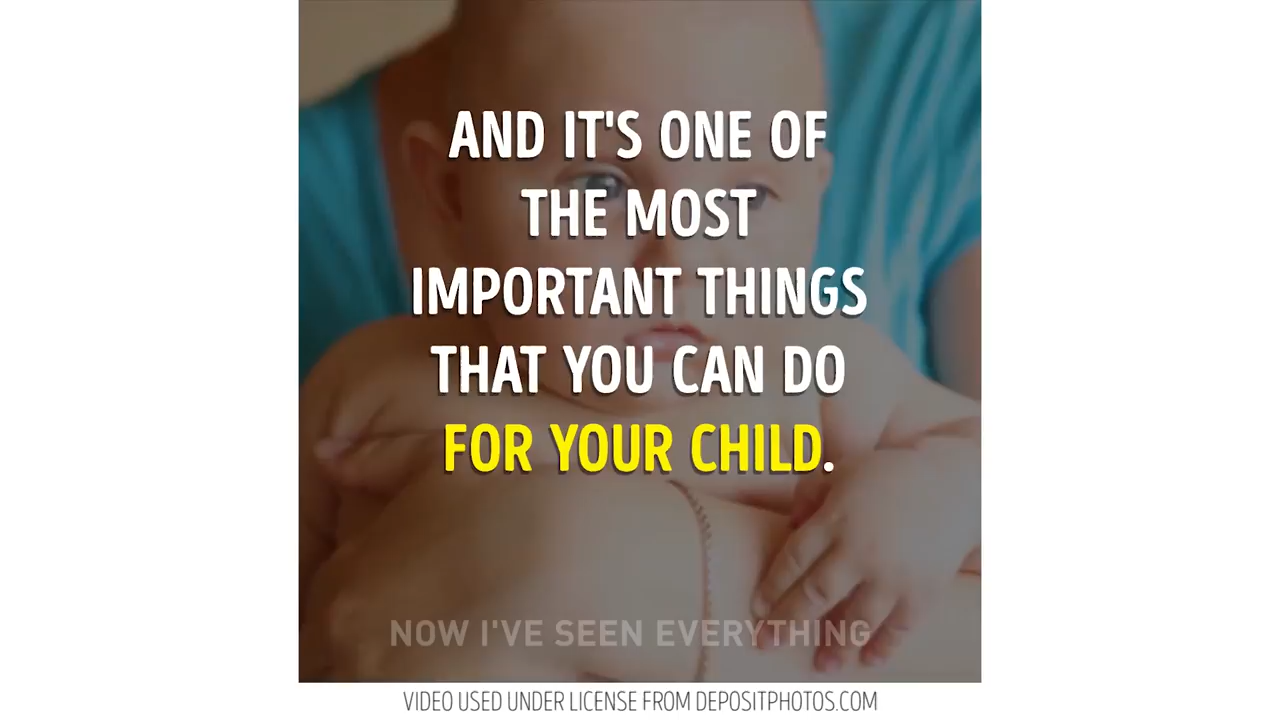 AND IT'S ONE OF
THE MOST
IMPORTANT THINGS
THAT YOU CAN DO
FOR YOUR CHILD.
NOW I'VE SEEN EVERYTHING
VIDEO USED UNDER LICENSE FROM DEPOSITPHOTOS.COM